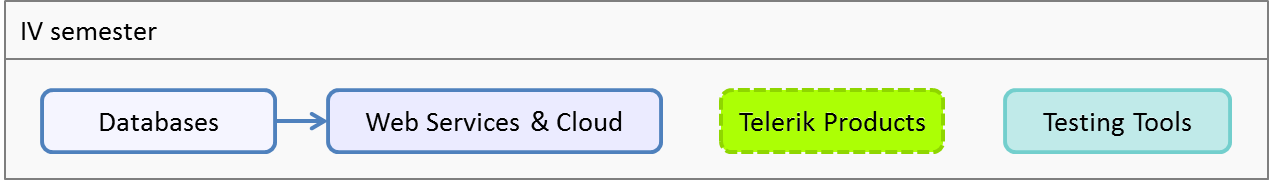 IV semester
Databases
Web Services & Cloud
Telerik Products
Testing Tools